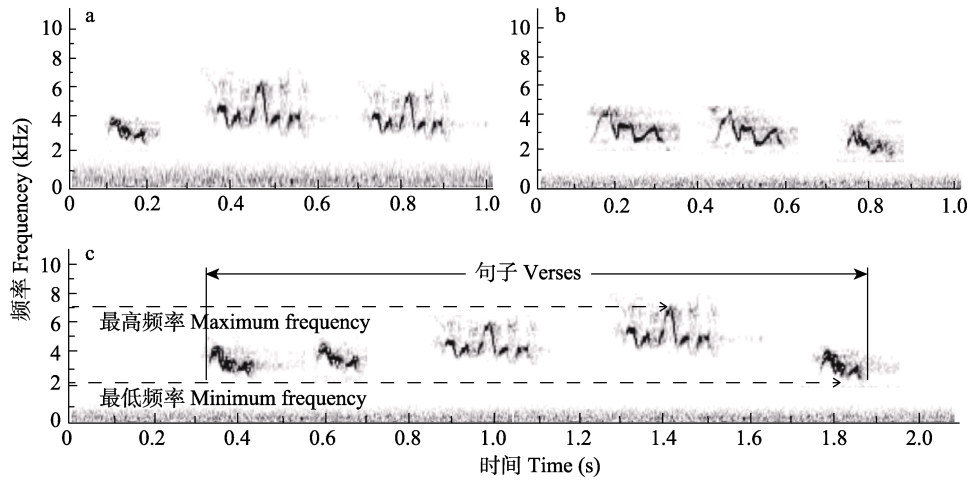 a
b
10
8
6
4
2
0
10
8
6
4
2
0
0 0.2 0.4 0.6 0.8 1.0
0 0.2 0.4 0.6 0.8 1.0
频率 Frequencey (kHz)
c
10
8
6
4
2
0
句子 Verses
最高频率 Maximum frequency
最低频率 Minimum frequency
0 0.2 0.4 0.6 0.8 1.0 1.2 1.4 1.6 1.8 2.0
时间 Time (s)